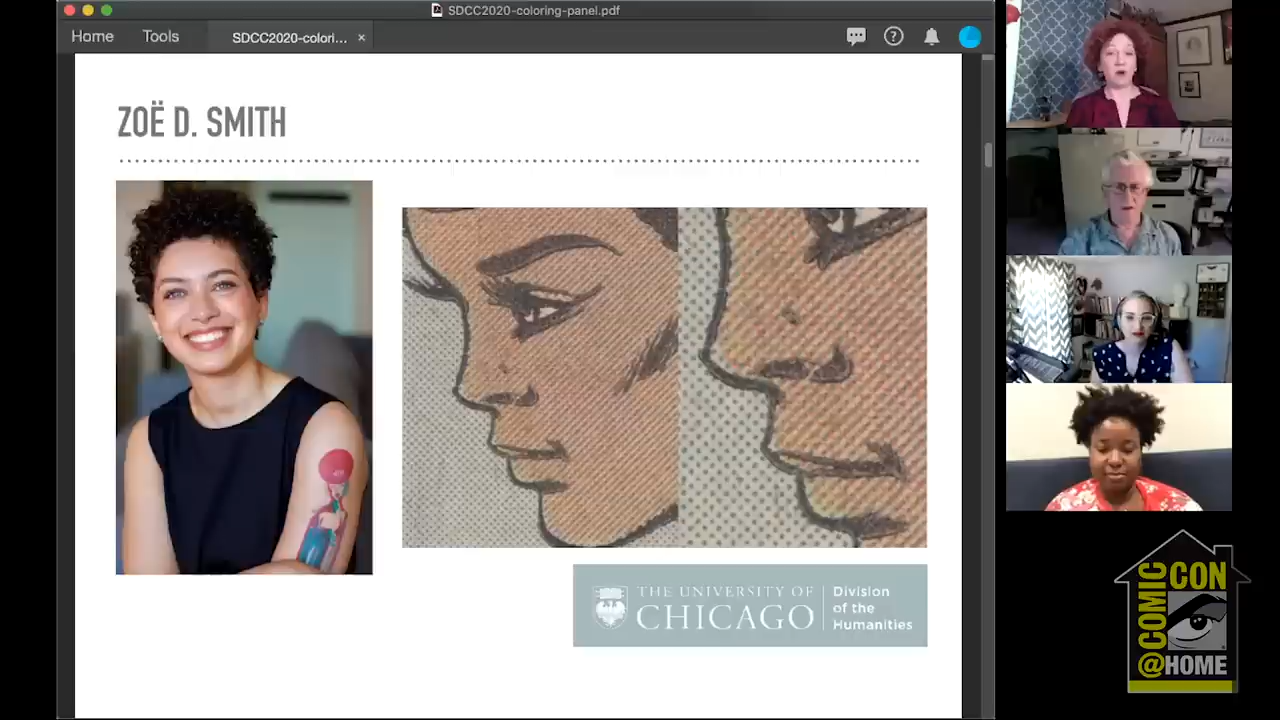 SDCC2020-coloring-panel.pdf
Home Tools SDCC2020-colori... ×
ZOË D. SMITH
THE UNIVERSITY OF
CHICAGO
Division
of the
Humanities
COMIC
CON
@HOME